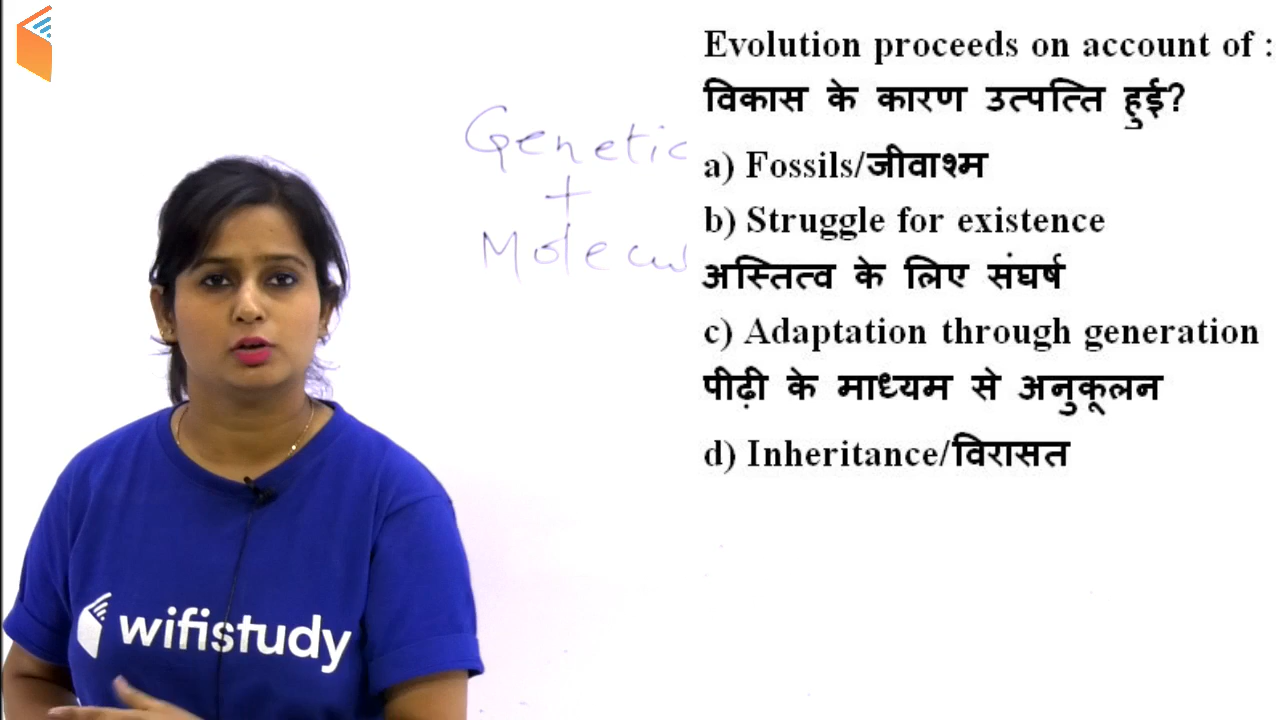 Evolution proceeds on account of :
विकास के कारण उत्पत्ति हुई?
a) Fossils/जीवाश्म
b) Struggle for existence
अस्तित्व के लिए संघर्ष
c) Adaptation through generation
पीढ़ी के माध्यम से अनुकूलन
d) Inheritance/विरासत
Genetic
+
wifistudy